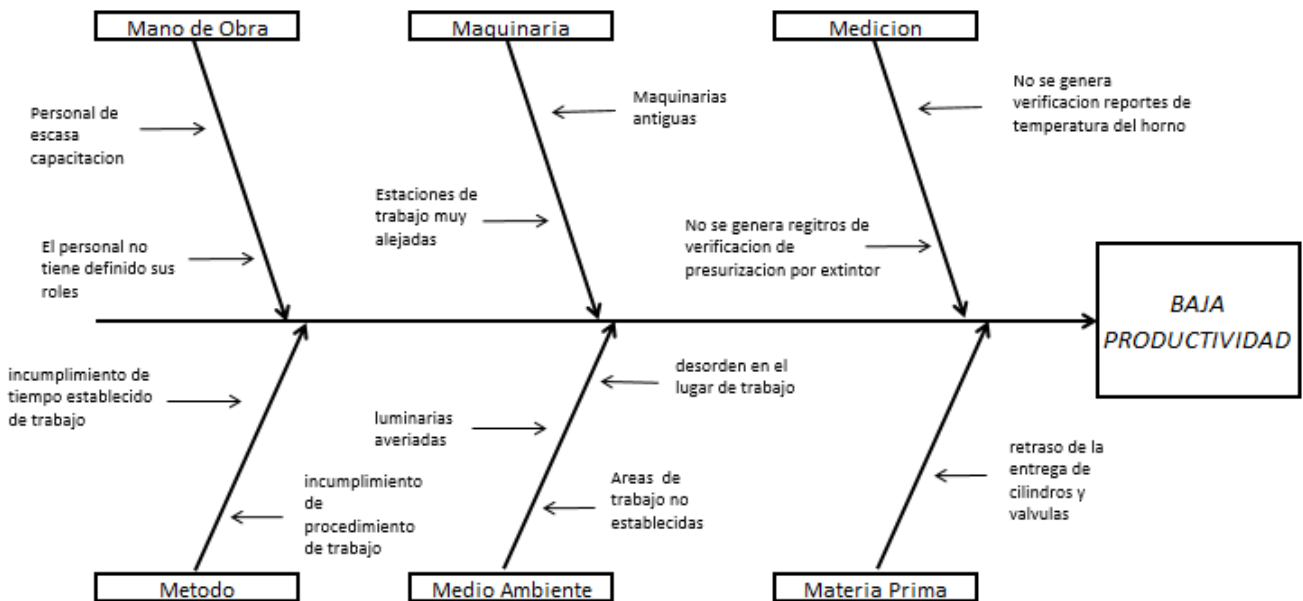 Mano de Obra
Maquinaria
Medicion
Personal de
escasa
capacitacion
El personal no
tiene definido sus
roles
Maquinarias
antiguas
Estaciones de
trabajo muy
alejadas
No se genera
verificacion reportes de
temperatura del horno
No se genera regitros de
verificacion de
presurizacion por extintor
BAJA
PRODUCTIVIDAD
incumplimiento de
tiempo establecido
de trabajo
incumplimiento
de
procedimiento
de trabajo
luminarias
averiadas
desorden en el
lugar de trabajo
Areas de
trabajo no
establecidas
retraso de la
entrega de
cilindros y
valvulas
Metodo
Medio Ambiente
Materia Prima